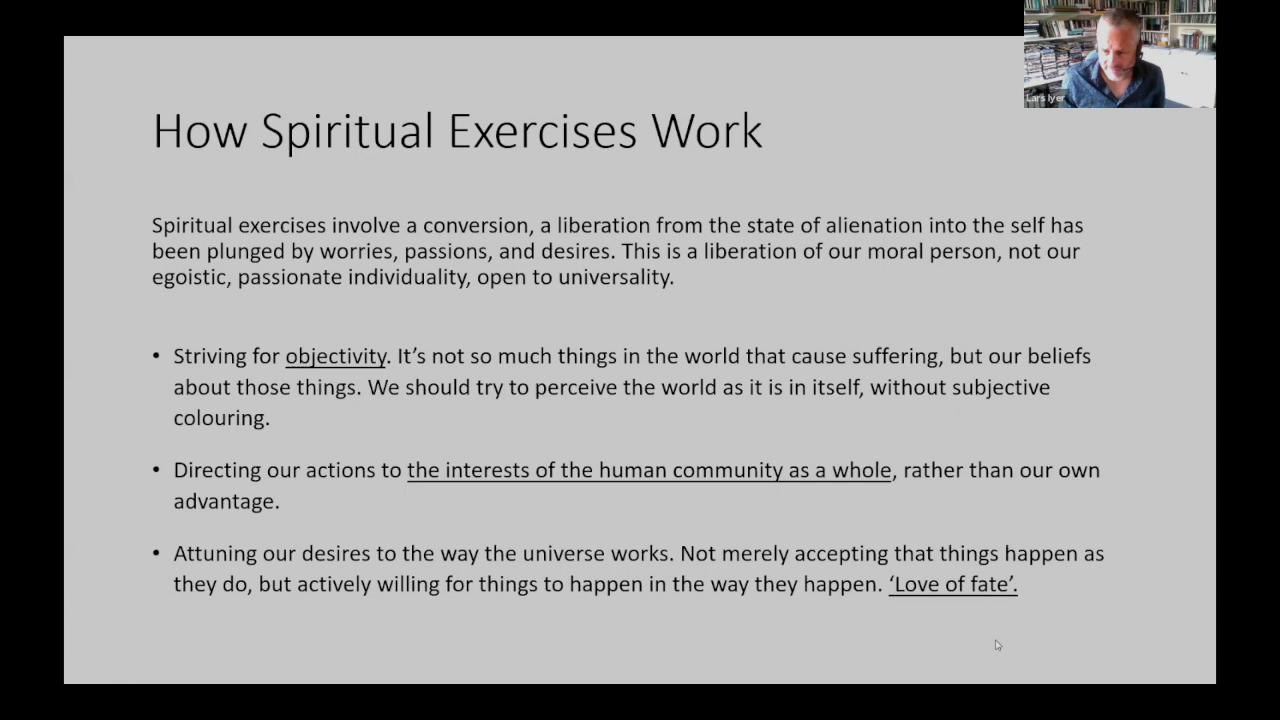 Lars Iyer
How Spiritual Exercises Work
Spiritual exercises involve a conversion, a liberation from the state of alienation into the self has
been plunged by worries, passions, and desires. This is a liberation of our moral person, not our
egoistic, passionate individuality, open to universality.
• Striving for objectivity. It’s not so much things in the world that cause suffering, but our beliefs
about those things. We should try to perceive the world as it is in itself, without subjective
colouring.
• Directing our actions to the interests of the human community as a whole, rather than our own
advantage.
• Attuning our desires to the way the universe works. Not merely accepting that things happen as
they do, but actively willing for things to happen in the way they happen. ‘Love of fate’.